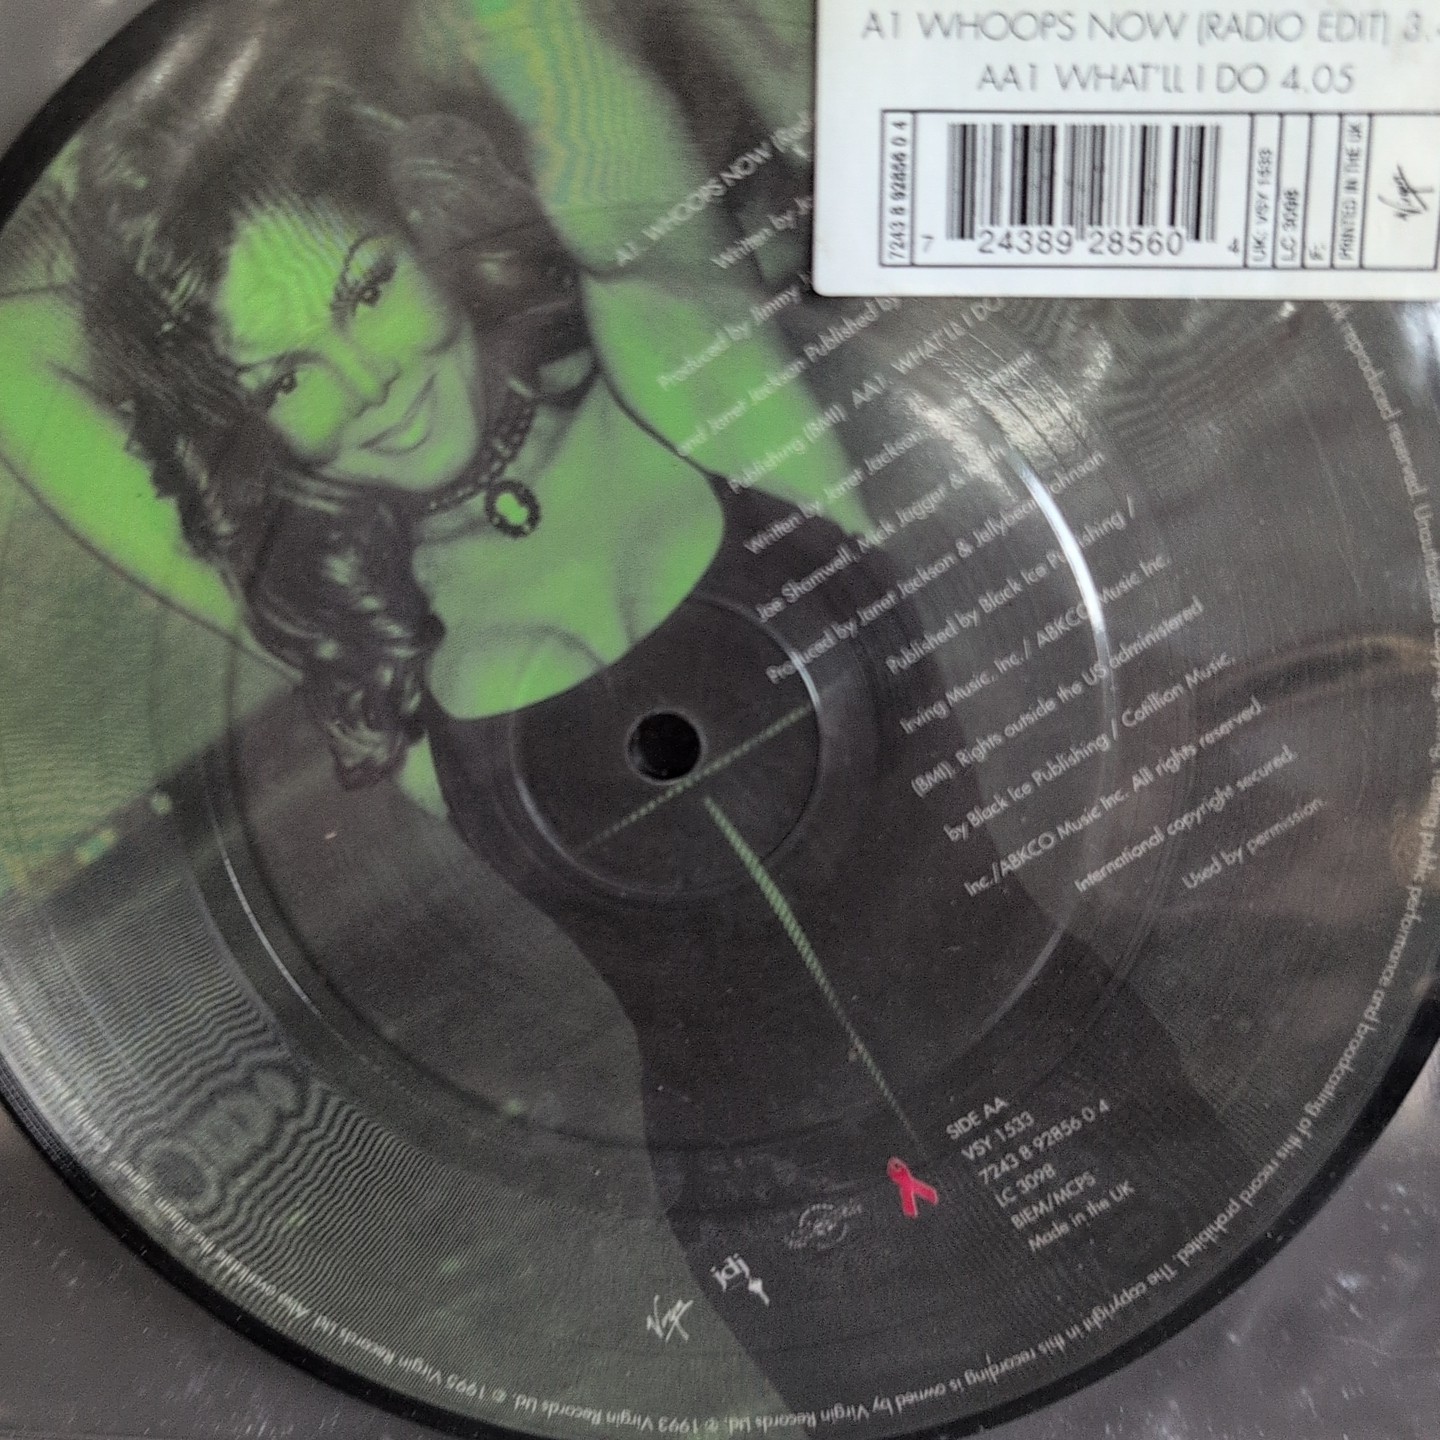 A1 WHOOPS NOW (RADIO EDIT) 3.
AA1 WHAT'LL I DO 4.05
7243 8 92856 0 4
7 24389 28560 4
UK: VSY 1533
LC 3098
F:
PRINTED IN THE UK
Virgin
A1. WHOOPS NOW
Written by
Produced by Jimmy
and Janet Jackson Published by
Publishing (BMI) AA1. WHAT'LL I DO
Written by Janet Jackson,
Joe Shamwell, Mick Jagger &
Produced by Janet Jackson & Jellybean Johnson
Published by Black Ice Publishing /
Irving Music, Inc./ ABKCO Music Inc.
(BMI). Rights outside the US administered
by Black Ice Publishing / Cotillion Music,
Inc./ABKCO Music Inc. All rights reserved.
International copyright secured.
Used by permission.
SIDE AA
VSY 1533
7243 8 92856 0 4
LC 3098
BIEM/MCPS
Made in the UK
jdj
Virgin
reproduced reserved. public performance and broadcasting of this record prohibited. The copyright in this recording is owned by Virgin Records Ltd. ℗ 1993 Virgin Records Ltd. © 1995 Virgin Records Ltd.